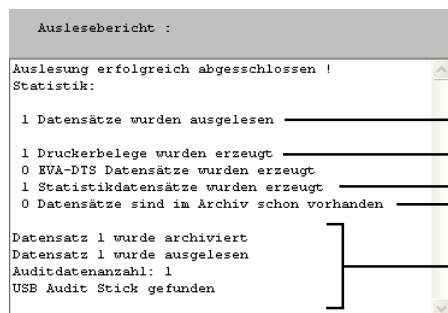 Auslesebericht :
Auslesung erfolgreich abgesschlossen !
Statistik:
1 Datensätze wurden ausgelesen
1 Druckerbelege wurden erzeugt
0 EVA-DTS Datensätze wurden erzeugt
1 Statistikdatensätze wurden erzeugt
0 Datensätze sind im Archiv schon vorhanden
Datensatz 1 wurde archiviert
Datensatz 1 wurde ausgelesen
Auditdatenanzahl: 1
USB Audit Stick gefunden